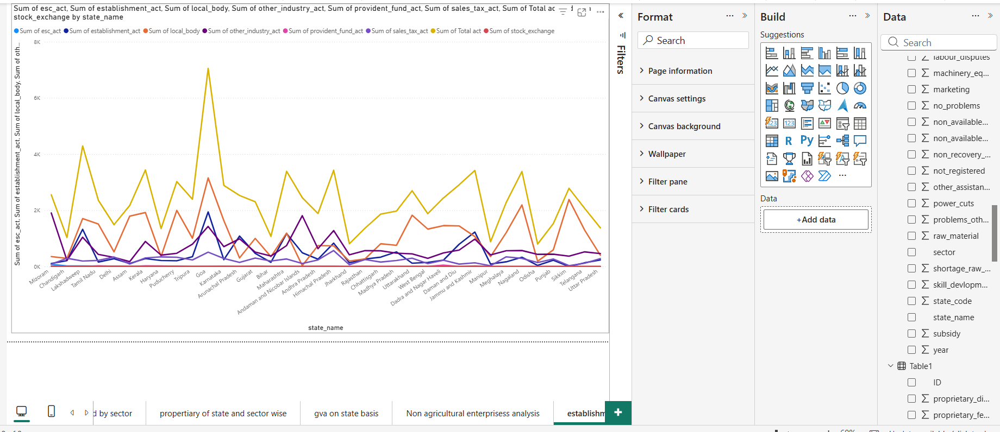 Sum of esc_act, Sum of establishment_act, Sum of local_body, Sum of other_industry_act, Sum of provident_fund_act, Sum of sales_tax_act, Sum of Total ac
stock_exchange by state_name
Sum of esc_act Sum of establishment_act Sum of local_body Sum of other_industry_act Sum of provident_fund_act Sum of sales_tax_act Sum of Total act Sum of stock_exchange
Sum of esc_act, Sum of establishment_act, Sum of local_body, Sum of oth...
8K
6K
4K
2K
0K
Mizoram
Chandigarh
Lakshadweep
Tamil Nadu
Delhi
Assam
Kerala
Haryana
Puducherry
Tripura
Goa
Karnataka
Arunachal Pradesh
Gujarat
Bihar
Maharashtra
Andaman and Nicobar Islands
Andhra Pradesh
Himachal Pradesh
Jharkhand
Rajasthan
Chhattisgarh
Madhya Pradesh
Uttarakhand
West Bengal
Dadra and Nagar Haveli
Daman and Diu
Jammu and Kashmir
Manipur
Meghalaya
Nagaland
Odisha
Punjab
Sikkim
Telangana
Uttar Pradesh
state_name
d by sector
propertiary of state and sector wise
gva on state basis
Non agricultural enterprisess analysis
establishm
Filters
Format
Search
Page information
Canvas settings
Canvas background
Wallpaper
Filter pane
Filter cards
Build
Suggestions
123
123
R
Py
...
Data
+Add data
Data
Search
labour_disputes
machinery_eq...
marketing
no_problems
non_available...
non_available...
non_recovery_...
not_registered
other_assistan...
power_cuts
problems_oth...
raw_material
sector
shortage_raw_...
skill_devlopm...
state_code
state_name
subsidy
year
Table1
ID
proprietary_di...
proprietary_fe...